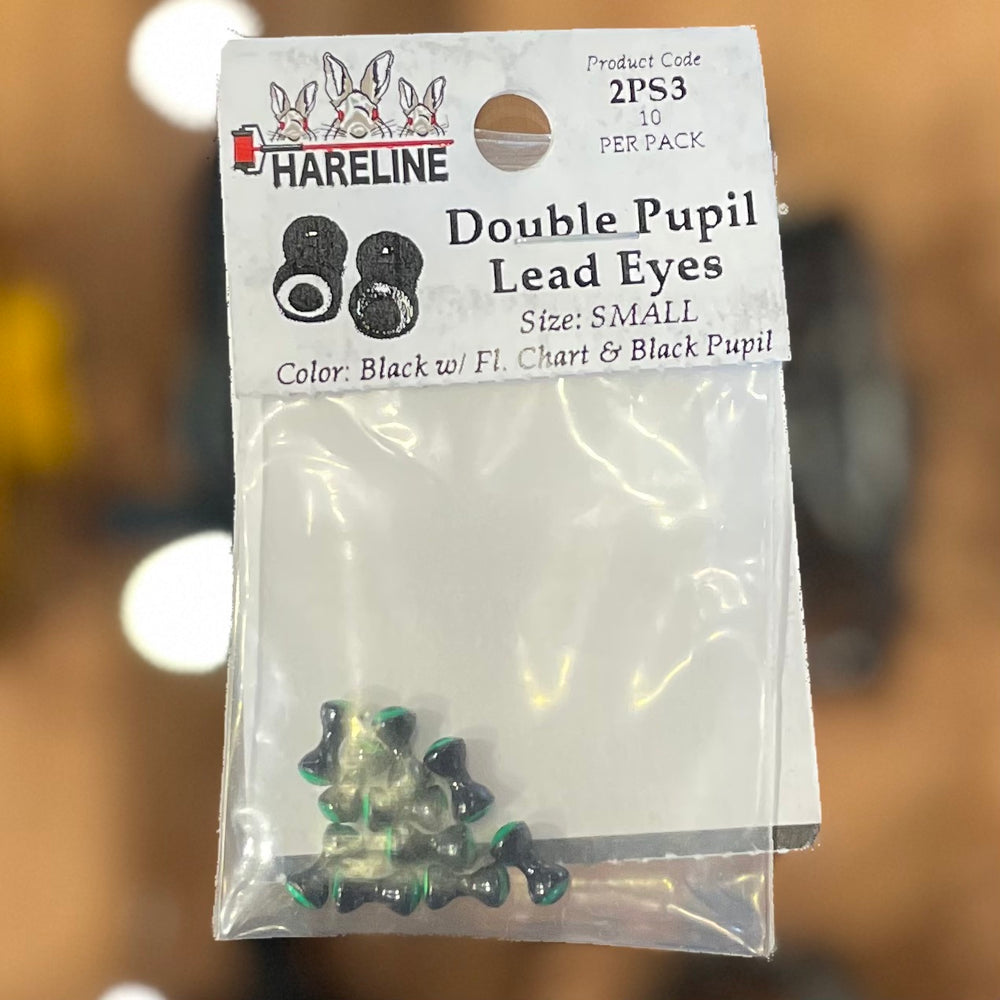 HARELINE
Product Code
2PS3
10
PER PACK
Double Pupil
Lead Eyes
Size: SMALL
Color: Black w/ Fl. Chart & Black Pupil